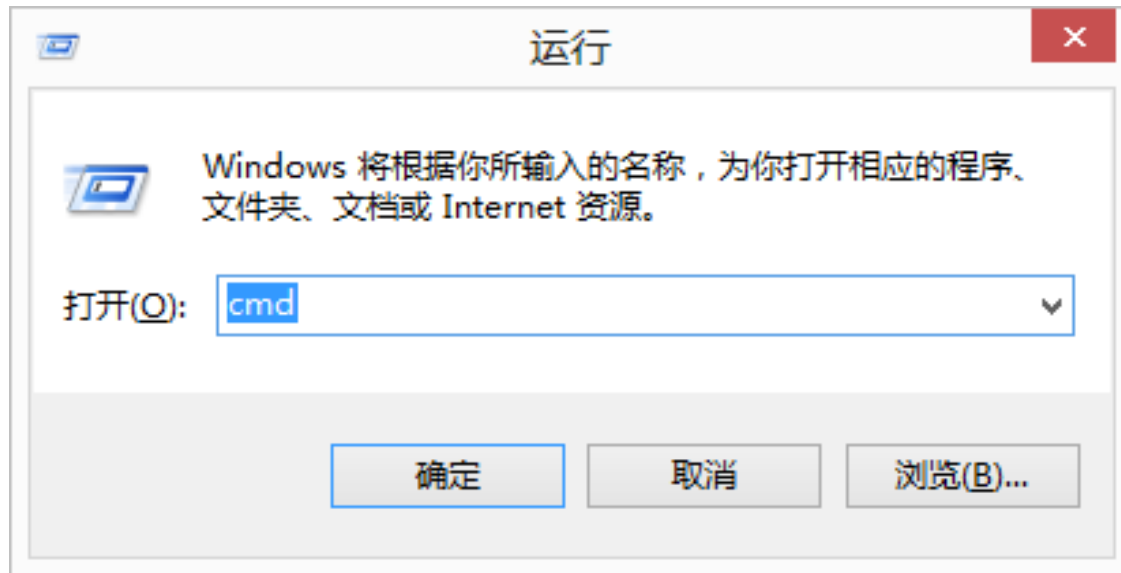 运行
Windows 将根据你所输入的名称，为你打开相应的程序、
文件夹、文档或 Internet 资源。
打开(O): cmd
确定 取消 浏览(B)...